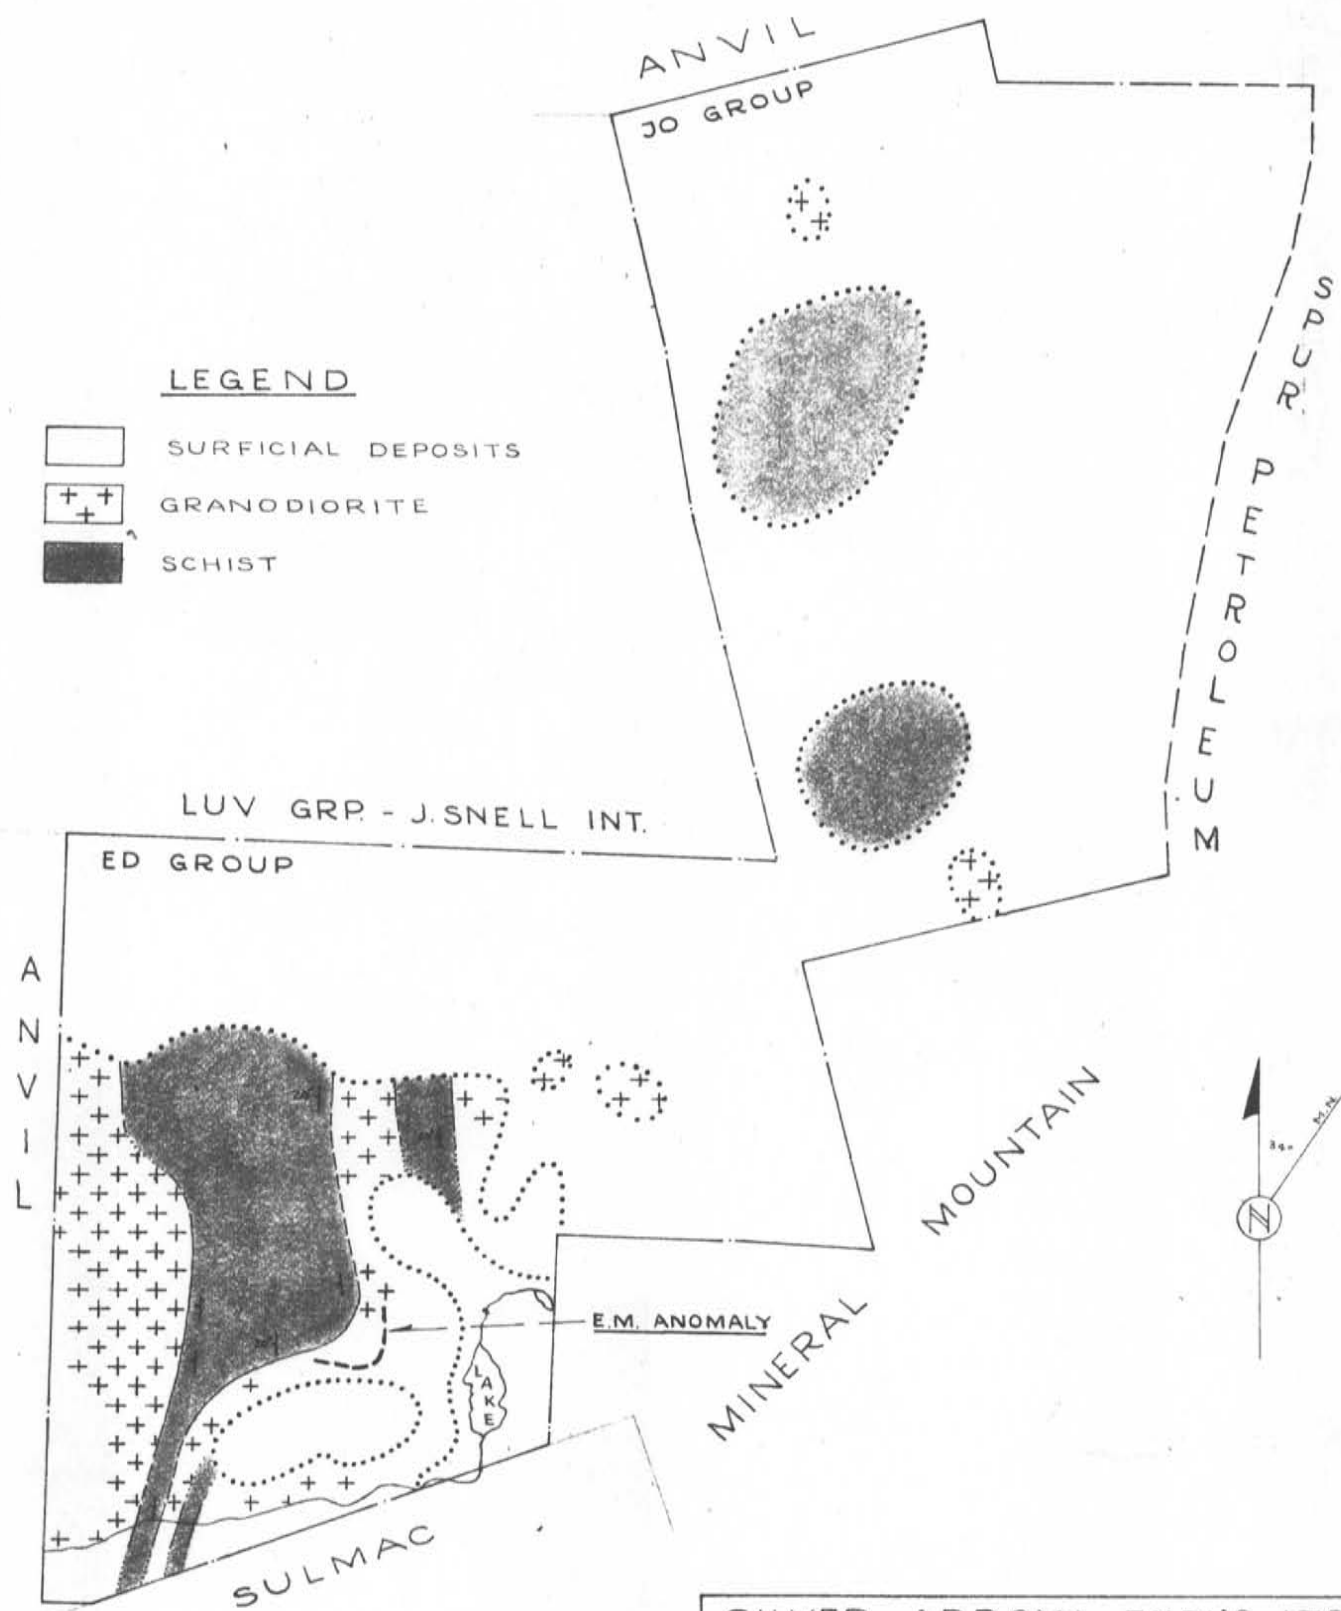 ANVIL
JO GROUP
SPUR PETROLEUM
LEGEND
SURFICIAL DEPOSITS
GRANODIORITE
SCHIST
LUV GRP. - J. SNELL INT.
ED GROUP
ANVIL
MINERAL MOUNTAIN
34°
M.N.
N
E.M. ANOMALY
LAKE
SULMAC